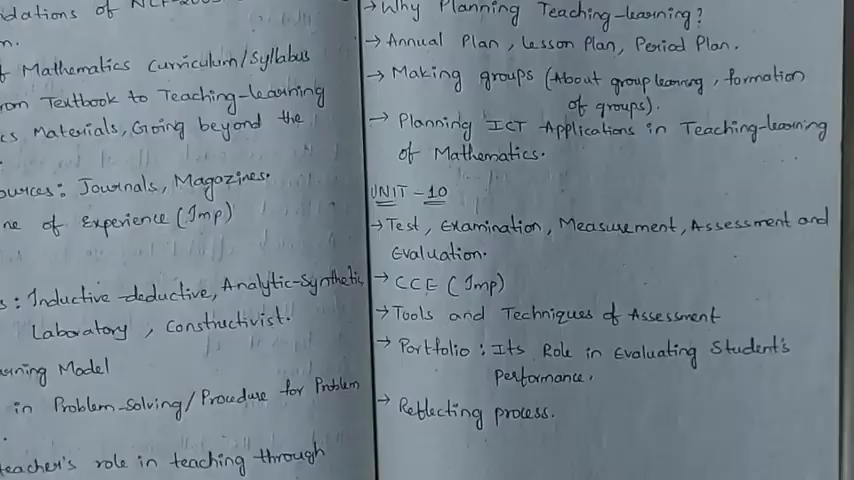 dations of NCF-2005
n.
f Mathematics curriculum/Syllabus
rom Textbook to Teaching-learning
cs Materials, Going beyond the
ources: Journals, Magazines.
ne of Experience (Imp)
s: Inductive-deductive, Analytic-Synthetic,
Laboratory, Constructivist.
rning Model
in Problem-solving/Procedure for Problem
teacher's role in teaching through
→ Why Planning Teaching-learning?
→ Annual Plan, Lesson Plan, Period Plan.
→ Making groups (About group learning, formation
of groups).
→ Planning ICT Applications in Teaching-learning
of Mathematics.
UNIT-10
→ Test, Examination, Measurement, Assessment and
Evaluation.
→ CCE (Imp)
→ Tools and Techniques of Assessment
→ Portfolio: Its Role in Evaluating Student's
Performance.
→ Reflecting process.